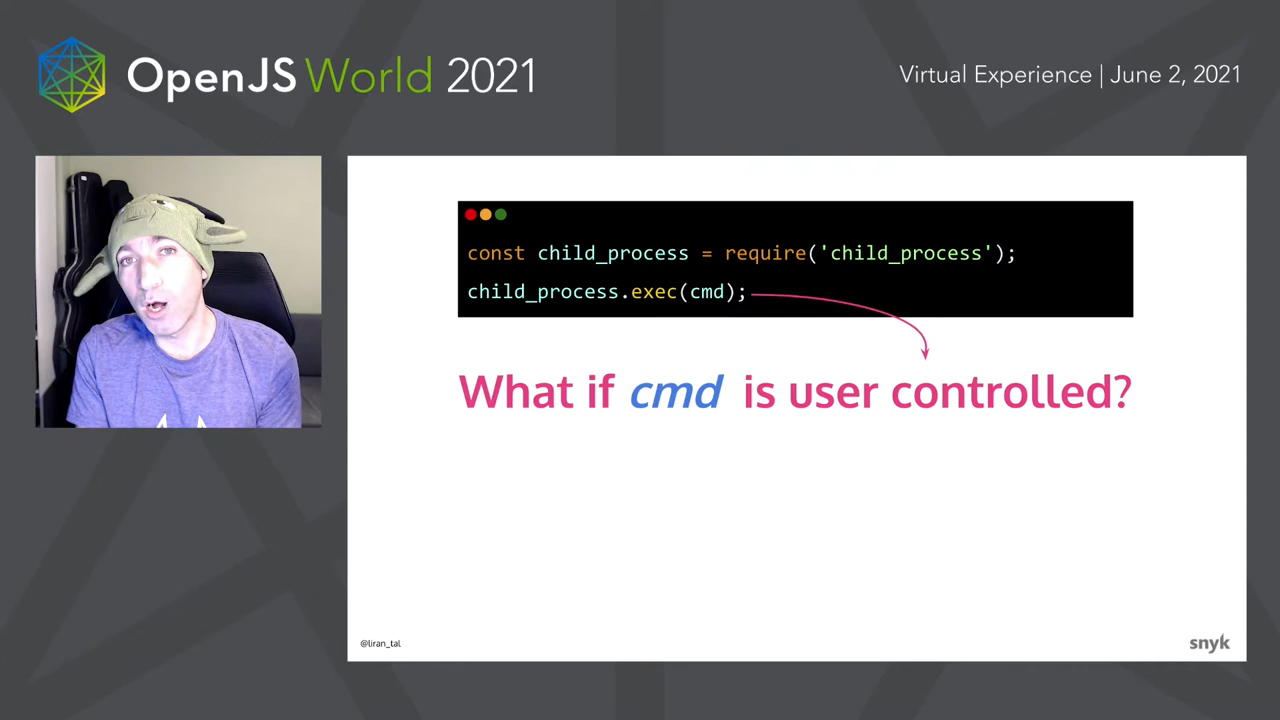 OpenJS World 2021
Virtual Experience | June 2, 2021
const child_process = require('child_process');
child_process.exec(cmd);
What if cmd is user controlled?
@liran_tal
snyk